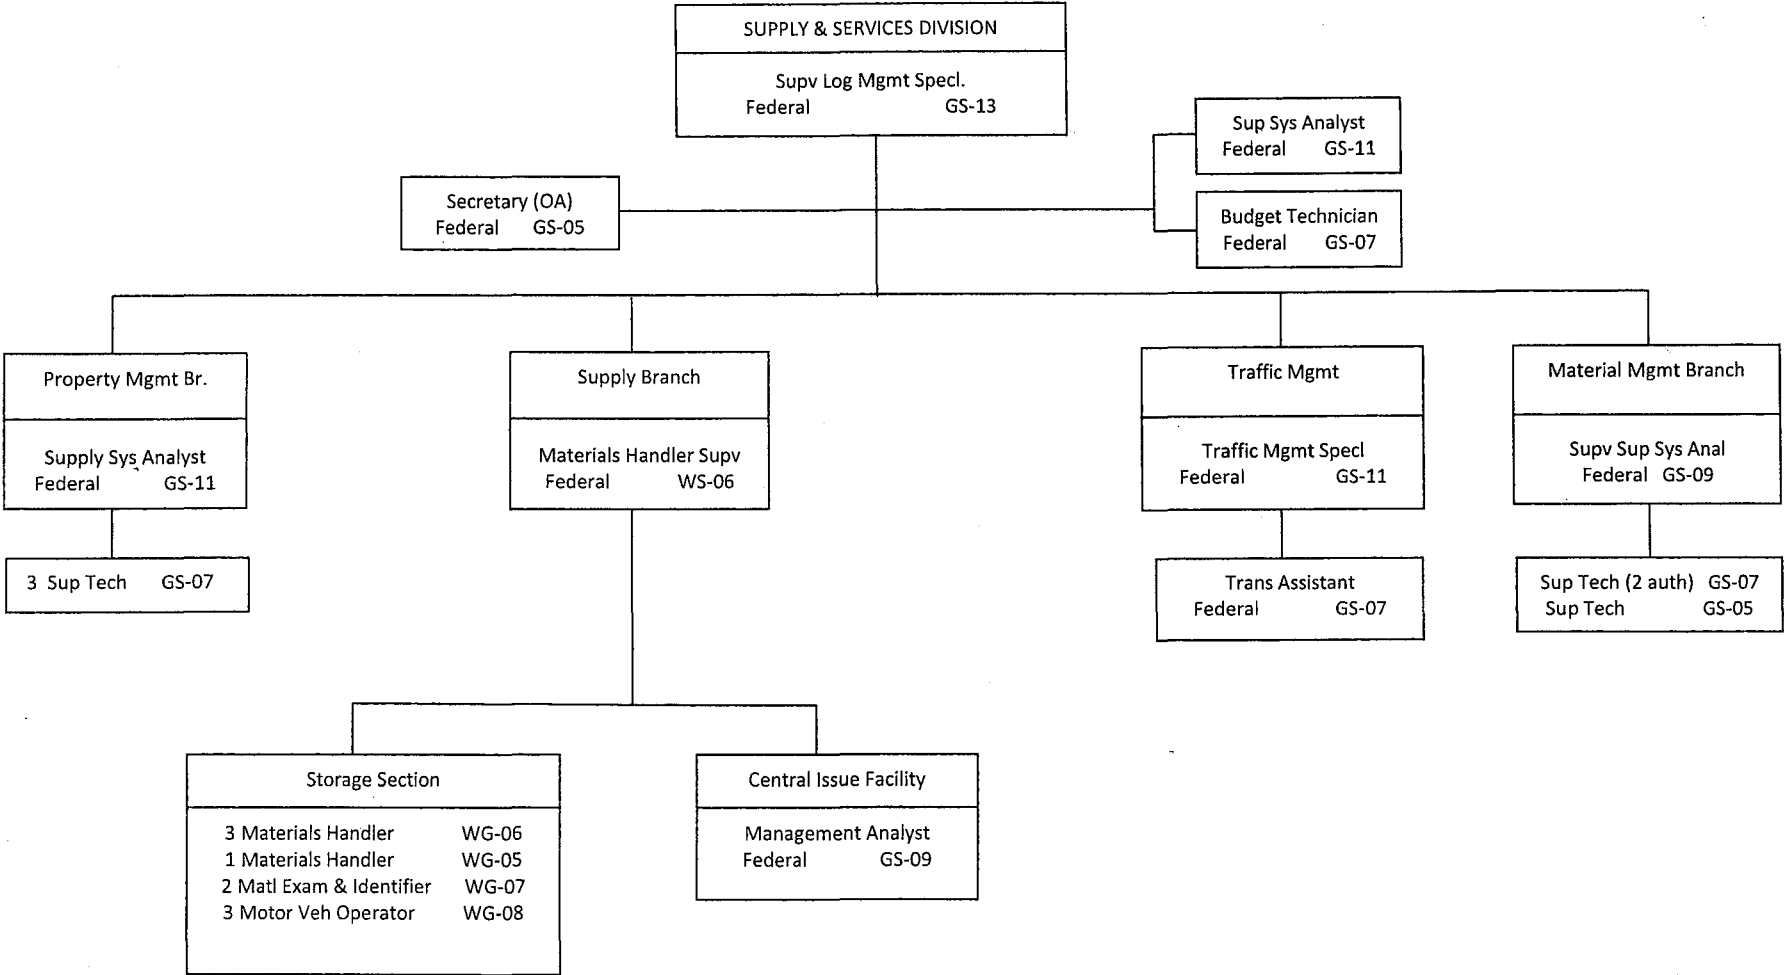 SUPPLY & SERVICES DIVISION
Supv Log Mgmt Specl.
Federal GS-13
Sup Sys Analyst
Federal GS-11
Secretary (OA)
Federal GS-05
Budget Technician
Federal GS-07
Property Mgmt Br.
Supply Sys Analyst
Federal GS-11
3 Sup Tech GS-07
Supply Branch
Materials Handler Supv
Federal WS-06
Traffic Mgmt
Traffic Mgmt Specl
Federal GS-11
Trans Assistant
Federal GS-07
Material Mgmt Branch
Supv Sup Sys Anal
Federal GS-09
Sup Tech (2 auth) GS-07
Sup Tech GS-05
Storage Section
3 Materials Handler WG-06
1 Materials Handler WG-05
2 Matl Exam & Identifier WG-07
3 Motor Veh Operator WG-08
Central Issue Facility
Management Analyst
Federal GS-09